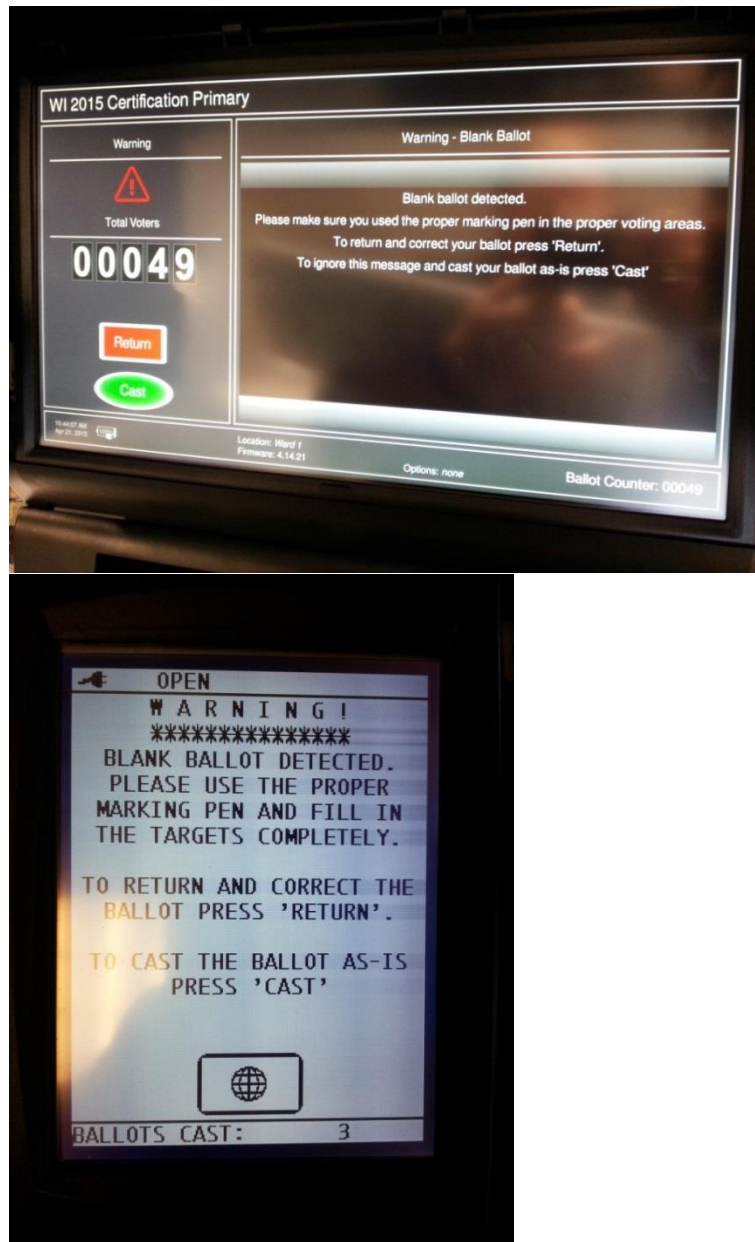 WI 2015 Certification Primary
Warning
Total Voters
00049
Return
Cast
Warning - Blank Ballot
Blank ballot detected.
Please make sure you used the proper marking pen in the proper voting areas.
To return and correct your ballot press 'Return'.
To ignore this message and cast your ballot as-is press 'Cast'
Apr 21, 2015
Location: Ward 1
Firmware: 4.14.21
Options: none
Ballot Counter: 00049
OPEN
WARNING!
***************
BLANK BALLOT DETECTED.
PLEASE USE THE PROPER
MARKING PEN AND FILL IN
THE TARGETS COMPLETELY.
TO RETURN AND CORRECT THE
BALLOT PRESS 'RETURN'.
TO CAST THE BALLOT AS-IS
PRESS 'CAST'
BALLOTS CAST: 3